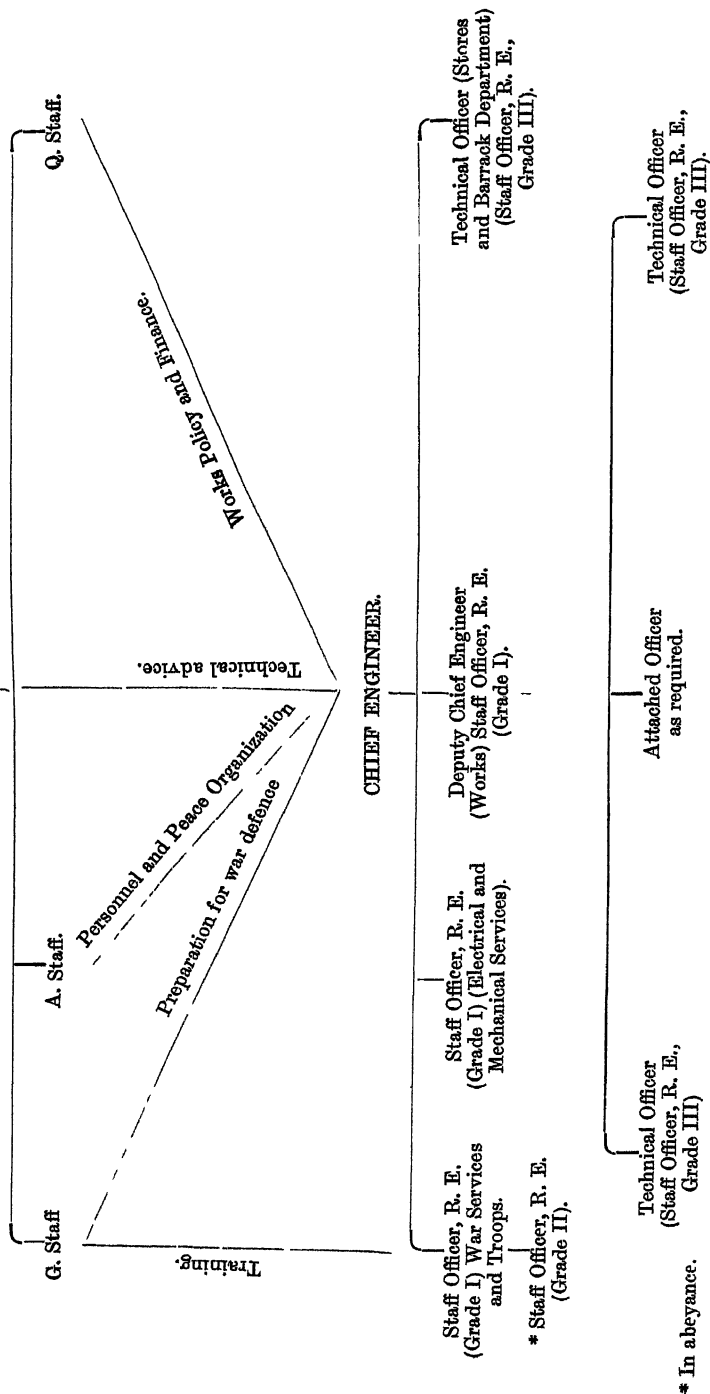 G. Staff
A. Staff.
Q. Staff.
Training.
Preparation for war defence
Personnel and Peace Organization
Technical advice.
Works Policy and Finance.
CHIEF ENGINEER.
Staff Officer, R. E.
(Grade I) War Services
and Troops.
* Staff Officer, R. E.
(Grade II).
Staff Officer, R. E.
(Grade I) (Electrical and
Mechanical Services).
Deputy Chief Engineer
(Works) Staff Officer, R. E.
(Grade I).
Technical Officer (Stores
and Barrack Department)
(Staff Officer, R. E.,
Grade III).
Technical Officer
(Staff Officer, R. E.,
Grade III)
Attached Officer
as required.
Technical Officer
(Staff Officer, R. E.,
Grade III).
* In abeyance.